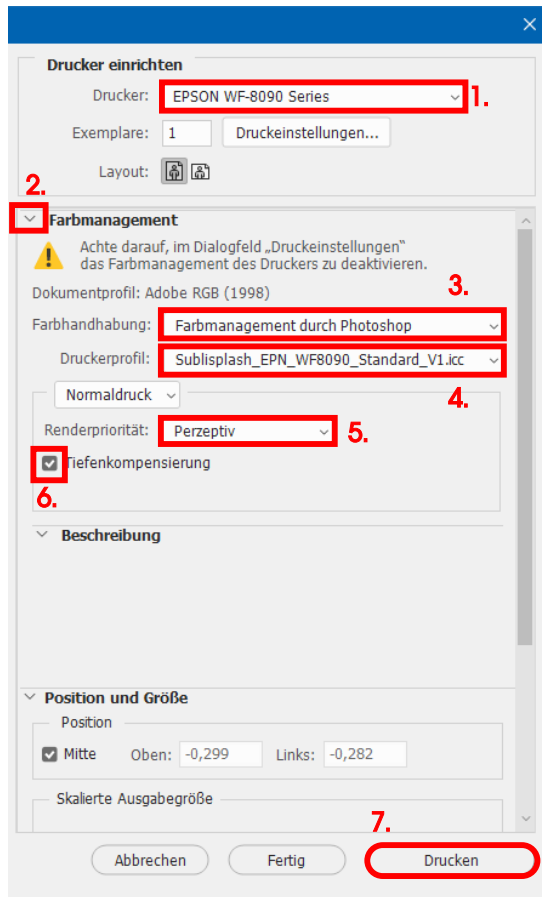 Drucker einrichten
Drucker: EPSON WF-8090 Series 1.
Exemplare: 1 Druckeinstellungen...
Layout:
2.
Farbmanagement
Achte darauf, im Dialogfeld „Druckeinstellungen“
das Farbmanagement des Druckers zu deaktivieren.
Dokumentprofil: Adobe RGB (1998)
3.
Farbhandhabung: Farbmanagement durch Photoshop
Druckerprofil: Sublisplash_EPN_WF8090_Standard_V1.icc
4.
Normaldruck
Renderpriorität: Perzeptiv 5.
Tiefenkompensierung
6.
Beschreibung
Position und Größe
Position
Mitte Oben: -0,299 Links: -0,282
Skalierte Ausgabegröße
7.
Abbrechen Fertig Drucken